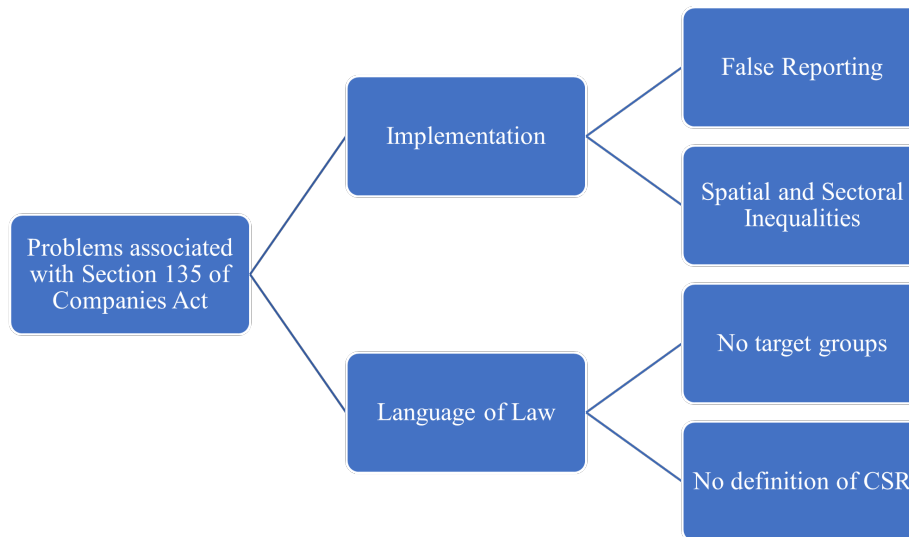 Problems associated
with Section 135 of
Companies Act
Implementation
False Reporting
Spatial and Sectoral
Inequalities
Language of Law
No target groups
No definition of CSR